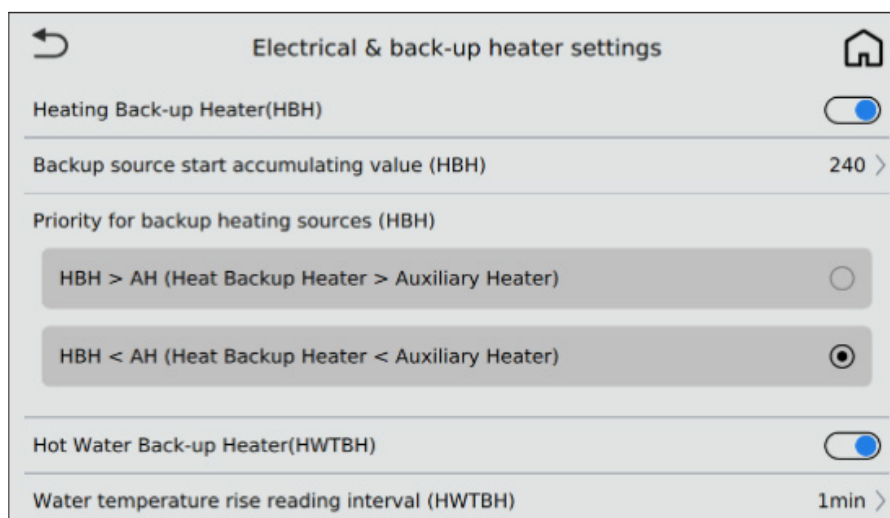 Electrical & back-up heater settings
Heating Back-up Heater(HBH)
Backup source start accumulating value (HBH) 240
Priority for backup heating sources (HBH)
HBH > AH (Heat Backup Heater > Auxiliary Heater)
HBH < AH (Heat Backup Heater < Auxiliary Heater)
Hot Water Back-up Heater(HWTBH)
Water temperature rise reading interval (HWTBH) 1min